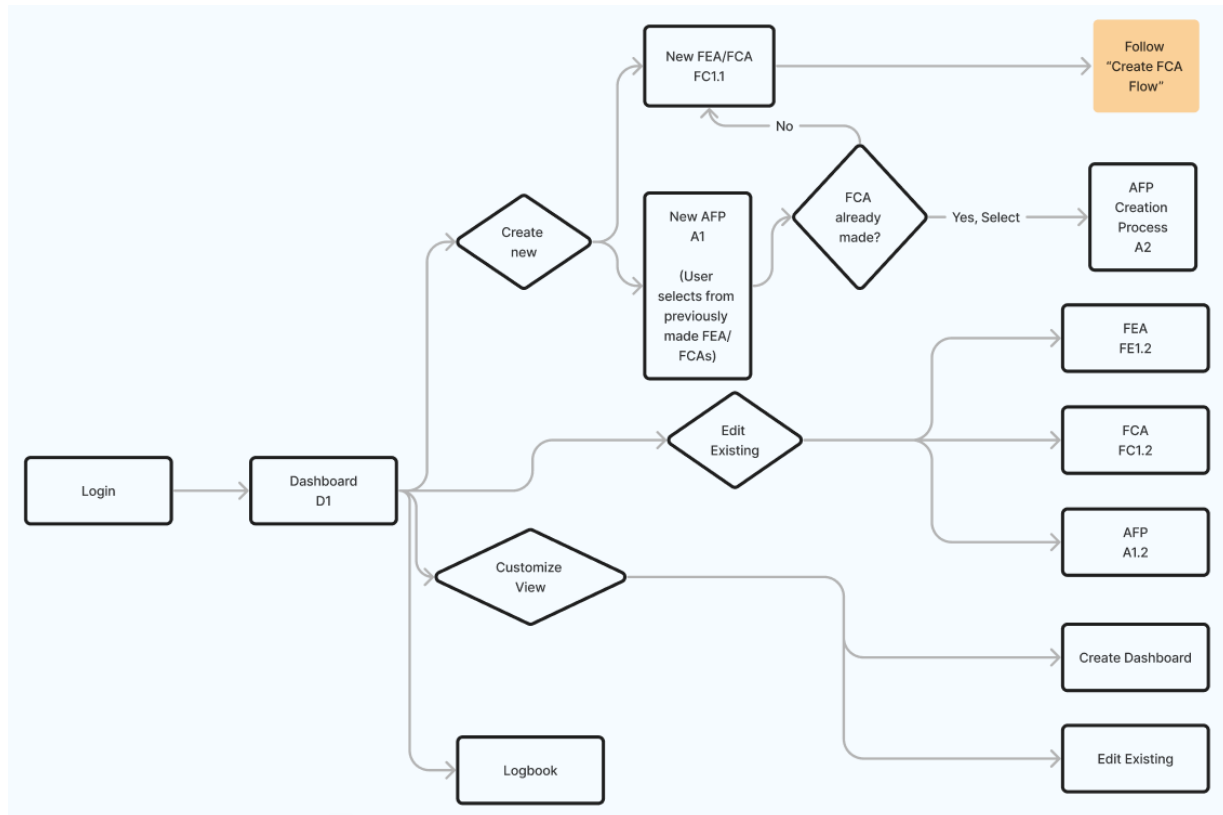 New FEA/FCA
FC1.1
Follow
“Create FCA
Flow”
No
Create
new
New AFP
A1
(User
selects from
previously
made FEA/
FCAs)
FCA
already
made?
Yes, Select
AFP
Creation
Process
A2
FEA
FE1.2
Edit
Existing
FCA
FC1.2
Login
Dashboard
D1
AFP
A1.2
Customize
View
Create Dashboard
Logbook
Edit Existing